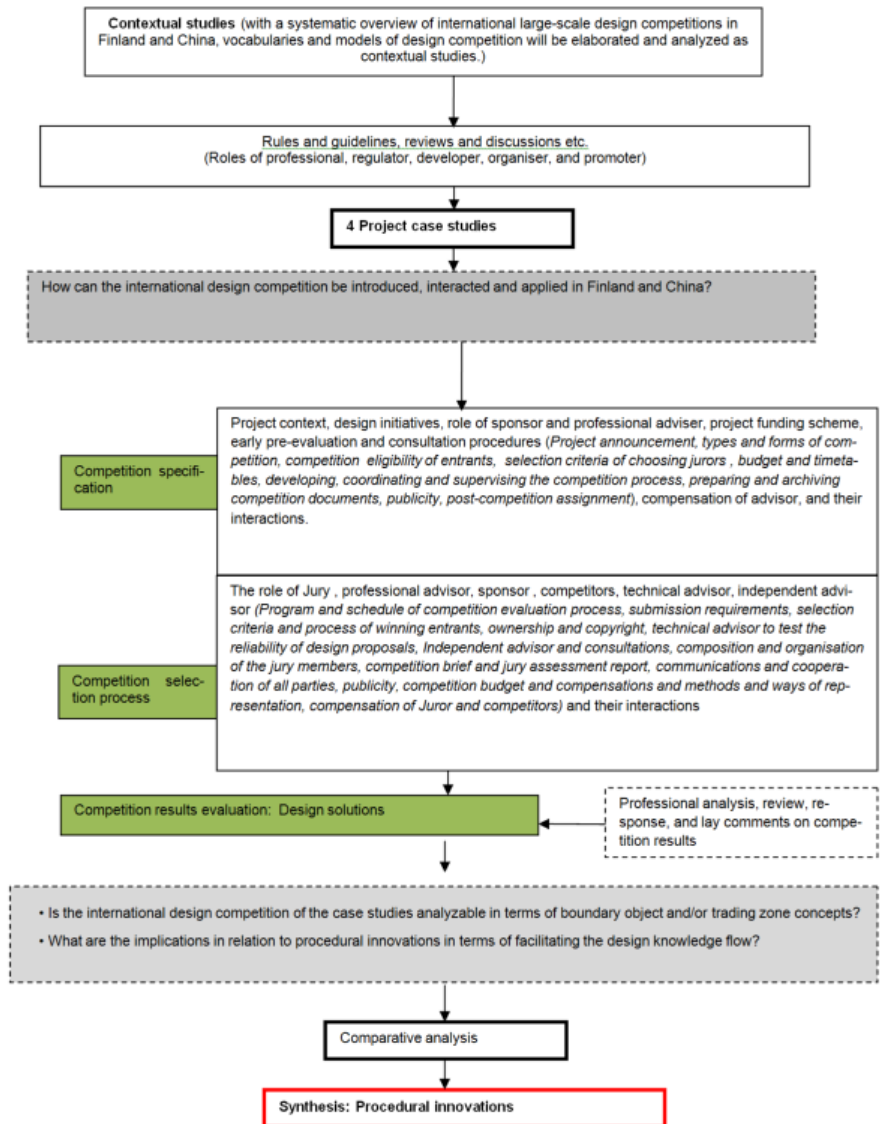 Contextual studies (with a systematic overview of international large-scale design competitions in
Finland and China, vocabularies and models of design competition will be elaborated and analyzed as
contextual studies.)
Rules and guidelines, reviews and discussions etc.
(Roles of professional, regulator, developer, organiser, and promoter)
4 Project case studies
How can the international design competition be introduced, interacted and applied in Finland and China?
Competition specifi-
cation
Project context, design initiatives, role of sponsor and professional adviser, project funding scheme,
early pre-evaluation and consultation procedures (Project announcement, types and forms of com-
petition, competition eligibility of entrants, selection criteria of choosing jurors , budget and timeta-
bles, developing, coordinating and supervising the competition process, preparing and archiving
competition documents, publicity, post-competition assignment), compensation of advisor, and their
interactions.
Competition selec-
tion process
The role of Jury , professional advisor, sponsor , competitors, technical advisor, independent advi-
sor (Program and schedule of competition evaluation process, submission requirements, selection
criteria and process of winning entrants, ownership and copyright, technical advisor to test the
reliability of design proposals, Independent advisor and consultations, composition and organisation
of the jury members, competition brief and jury assessment report, communications and coopera-
tion of all parties, publicity, competition budget and compensations and methods and ways of rep-
resentation, compensation of Juror and competitors) and their interactions
Competition results evaluation: Design solutions
Professional analysis, review, re-
sponse, and lay comments on compe-
tition results
• Is the international design competition of the case studies analyzable in terms of boundary object and/or trading zone concepts?
• What are the implications in relation to procedural innovations in terms of facilitating the design knowledge flow?
Comparative analysis
Synthesis: Procedural innovations